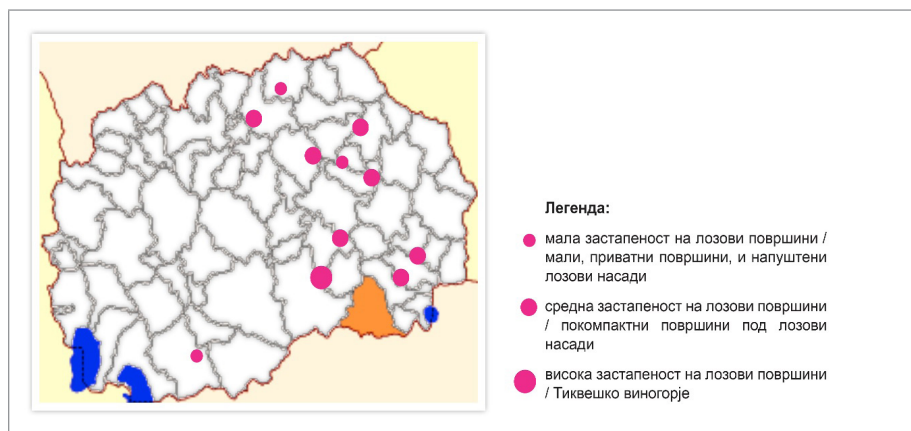 Легенда:
мала застапеност на лозови површини /
мали, приватни површини, и напуштени
лозови насади
средна застапеност на лозови површини
/ покомпактни површини под лозови
насади
висока застапеност на лозови површини
/ Тиквешко виногорје